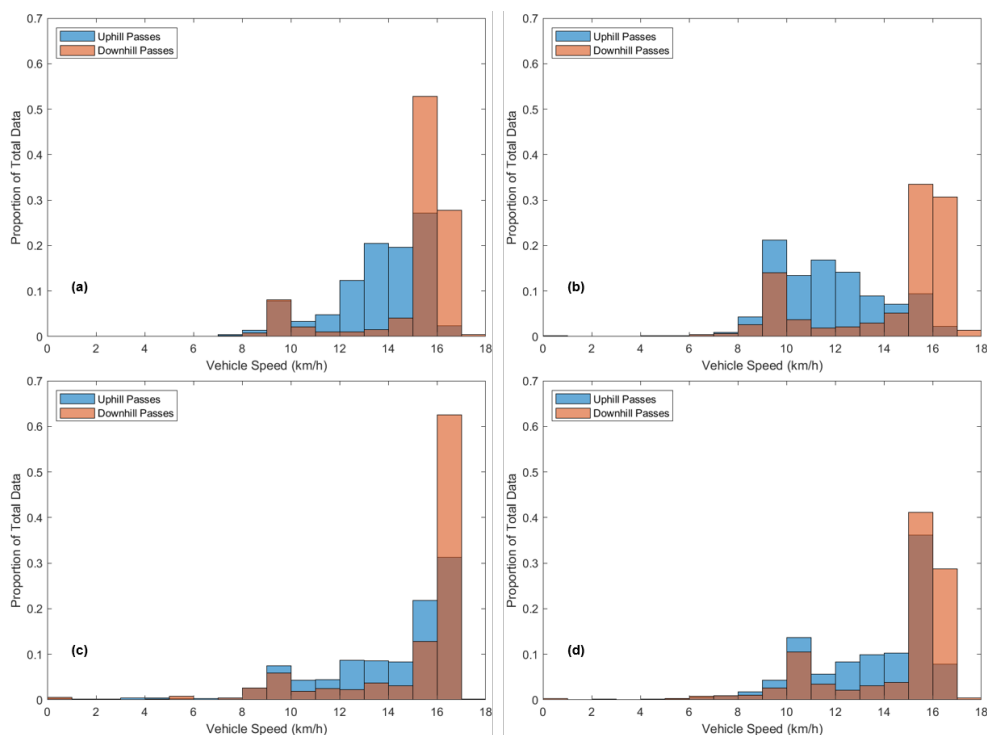 0.7
0.6
0.5
0.4
0.3
0.2
0.1
0
Proportion of Total Data
Uphill Passes
Downhill Passes
(a)
0 2 4 6 8 10 12 14 16 18
Vehicle Speed (km/h)
0.7
0.6
0.5
0.4
0.3
0.2
0.1
0
Proportion of Total Data
Uphill Passes
Downhill Passes
(b)
0 2 4 6 8 10 12 14 16 18
Vehicle Speed (km/h)
0.7
0.6
0.5
0.4
0.3
0.2
0.1
0
Proportion of Total Data
Uphill Passes
Downhill Passes
(c)
0 2 4 6 8 10 12 14 16 18
Vehicle Speed (km/h)
0.7
0.6
0.5
0.4
0.3
0.2
0.1
0
Proportion of Total Data
Uphill Passes
Downhill Passes
(d)
0 2 4 6 8 10 12 14 16 18
Vehicle Speed (km/h)